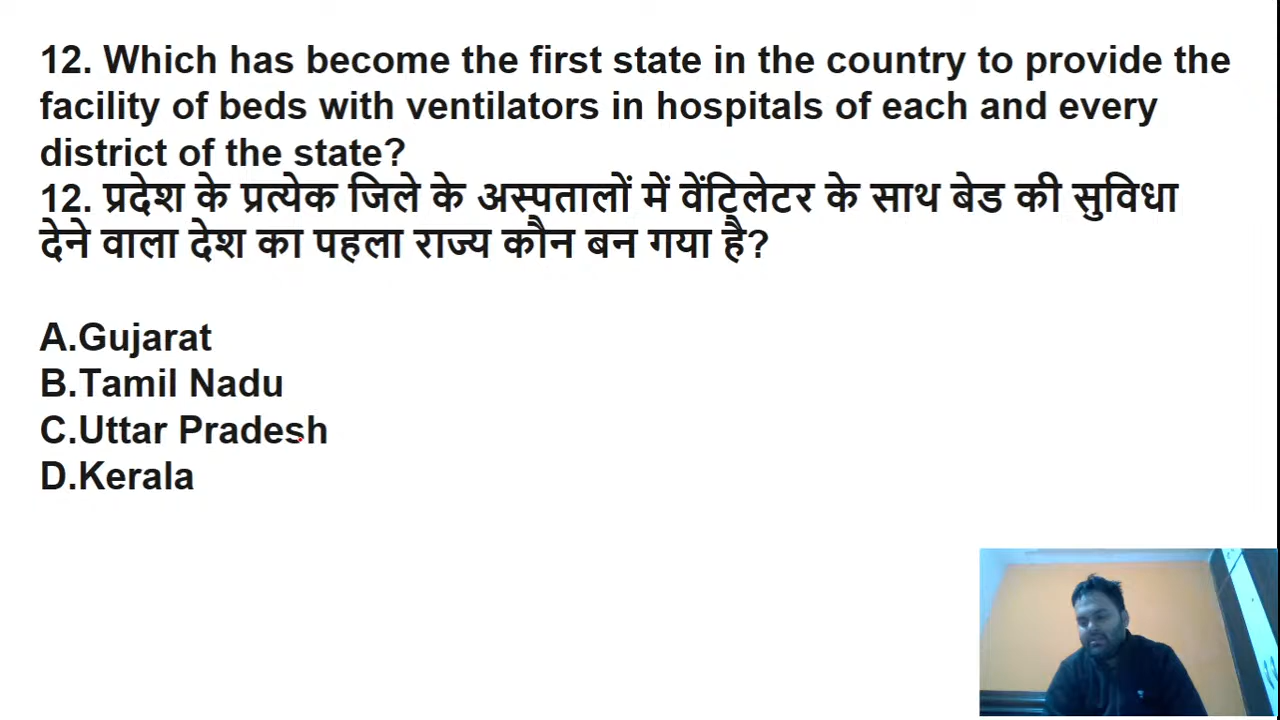 12. Which has become the first state in the country to provide the
facility of beds with ventilators in hospitals of each and every
district of the state?
12. प्रदेश के प्रत्येक जिले के अस्पतालों में वेंटिलेटर के साथ बेड की सुविधा
देने वाला देश का पहला राज्य कौन बन गया है?
A.Gujarat
B.Tamil Nadu
C.Uttar Pradesh
D.Kerala